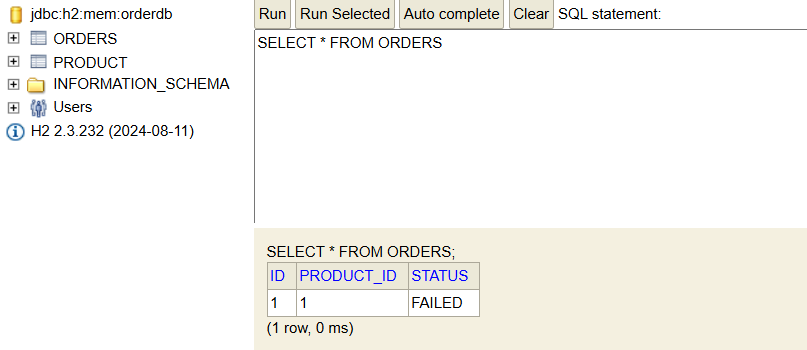 jdbc:h2:mem:orderdb
ORDERS
PRODUCT
INFORMATION_SCHEMA
Users
H2 2.3.232 (2024-08-11)
Run Run Selected Auto complete Clear SQL statement:
SELECT * FROM ORDERS
SELECT * FROM ORDERS;
ID PRODUCT_ID STATUS
1 1 FAILED
(1 row, 0 ms)